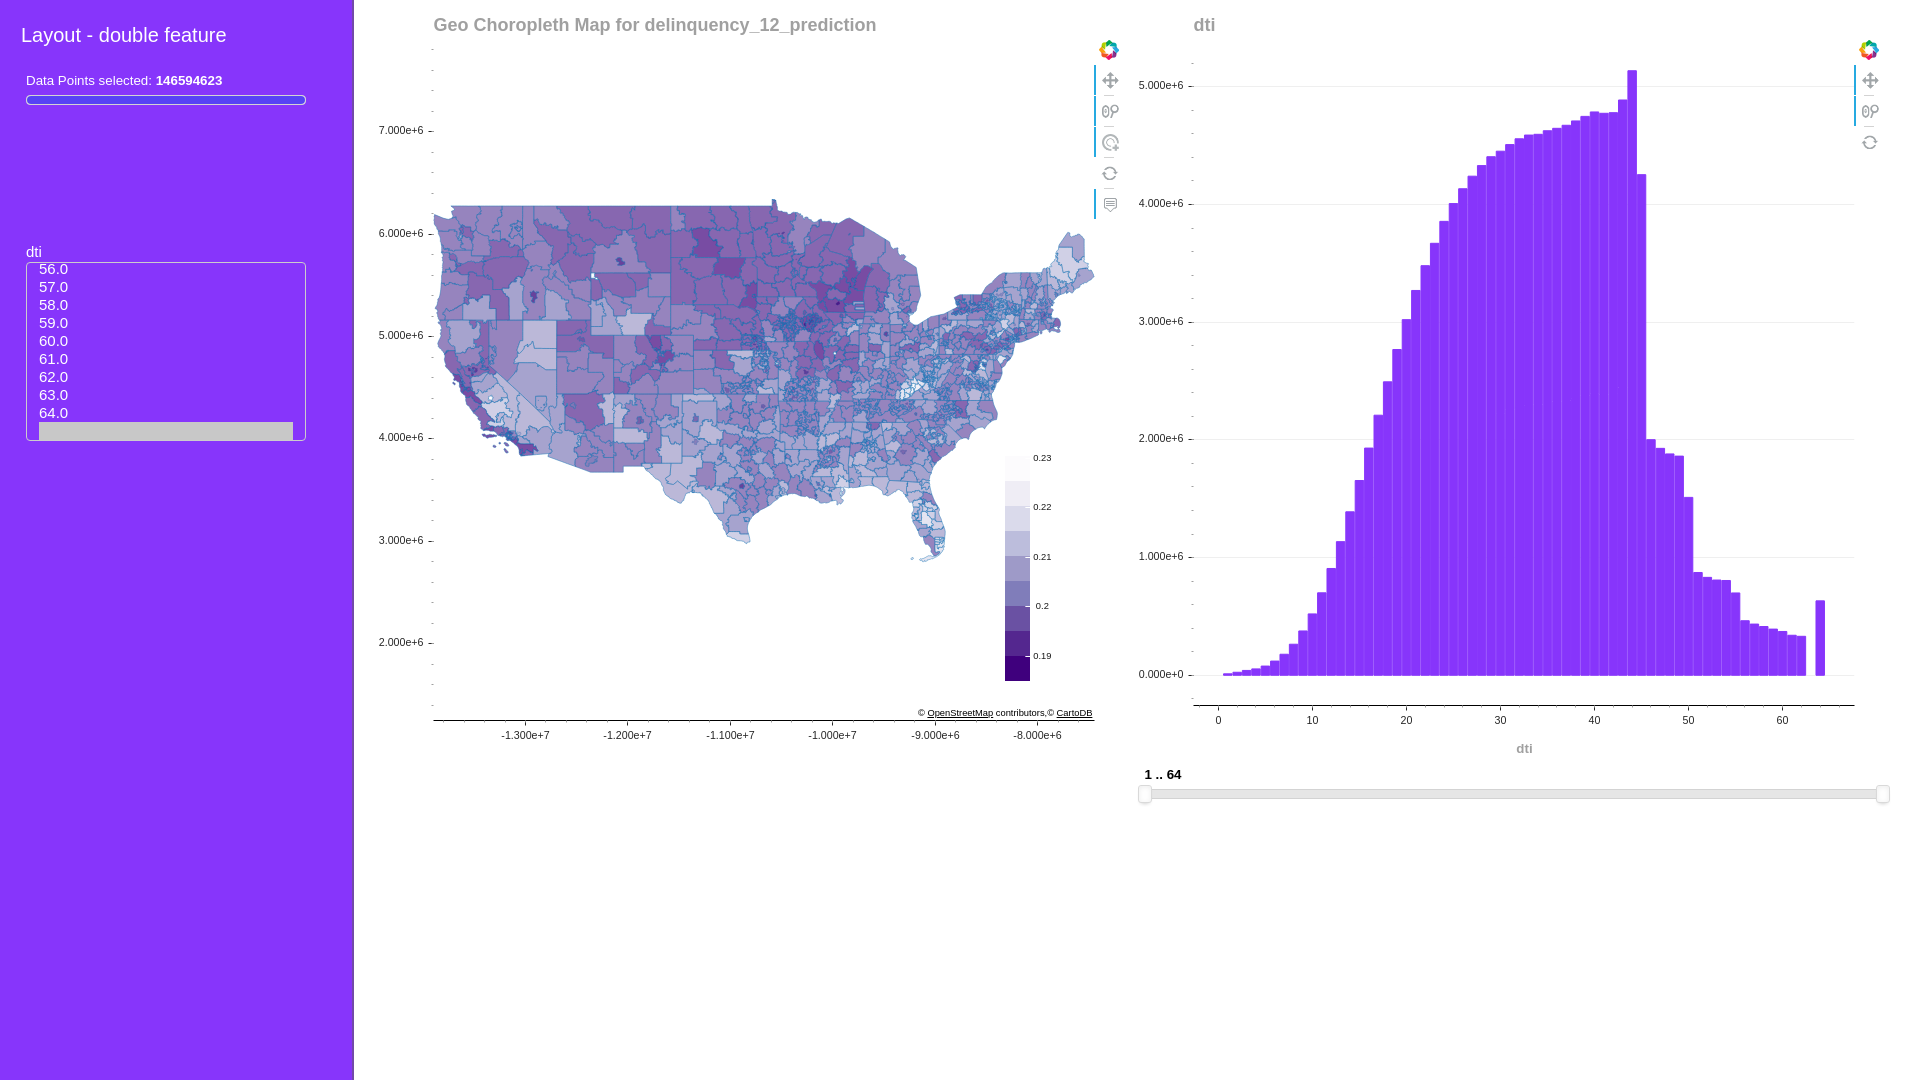 Layout - double feature
Data Points selected: 146594623
dti
56.0
57.0
58.0
59.0
60.0
61.0
62.0
63.0
64.0
Geo Choropleth Map for delinquency_12_prediction
7.000e+6
6.000e+6
5.000e+6
4.000e+6
3.000e+6
2.000e+6
0.23
0.22
0.21
0.2
0.19
© OpenStreetMap contributors,© CartoDB
-1.300e+7 -1.200e+7 -1.100e+7 -1.000e+7 -9.000e+6 -8.000e+6
dti
5.000e+6
4.000e+6
3.000e+6
2.000e+6
1.000e+6
0.000e+0
0 10 20 30 40 50 60
dti
1 .. 64